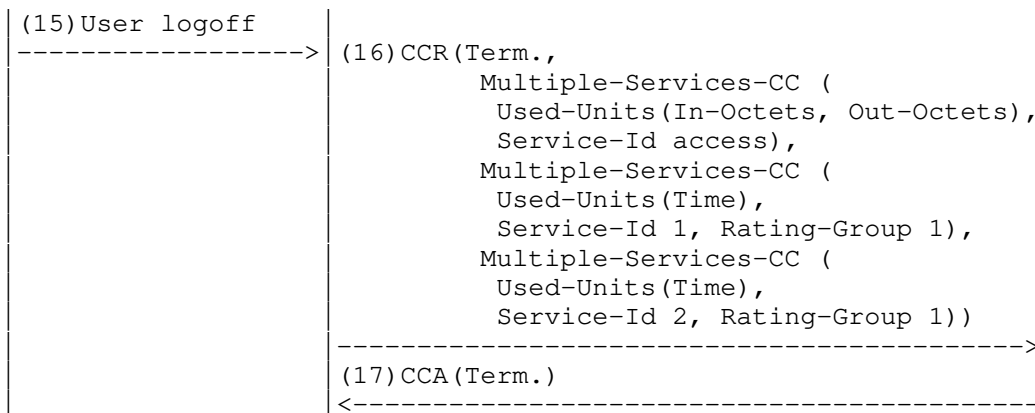 (15)User logoff
(16)CCR(Term.,
Multiple-Services-CC (
Used-Units(In-Octets, Out-Octets),
Service-Id access),
Multiple-Services-CC (
Used-Units(Time),
Service-Id 1, Rating-Group 1),
Multiple-Services-CC (
Used-Units(Time),
Service-Id 2, Rating-Group 1))
(17)CCA(Term.)